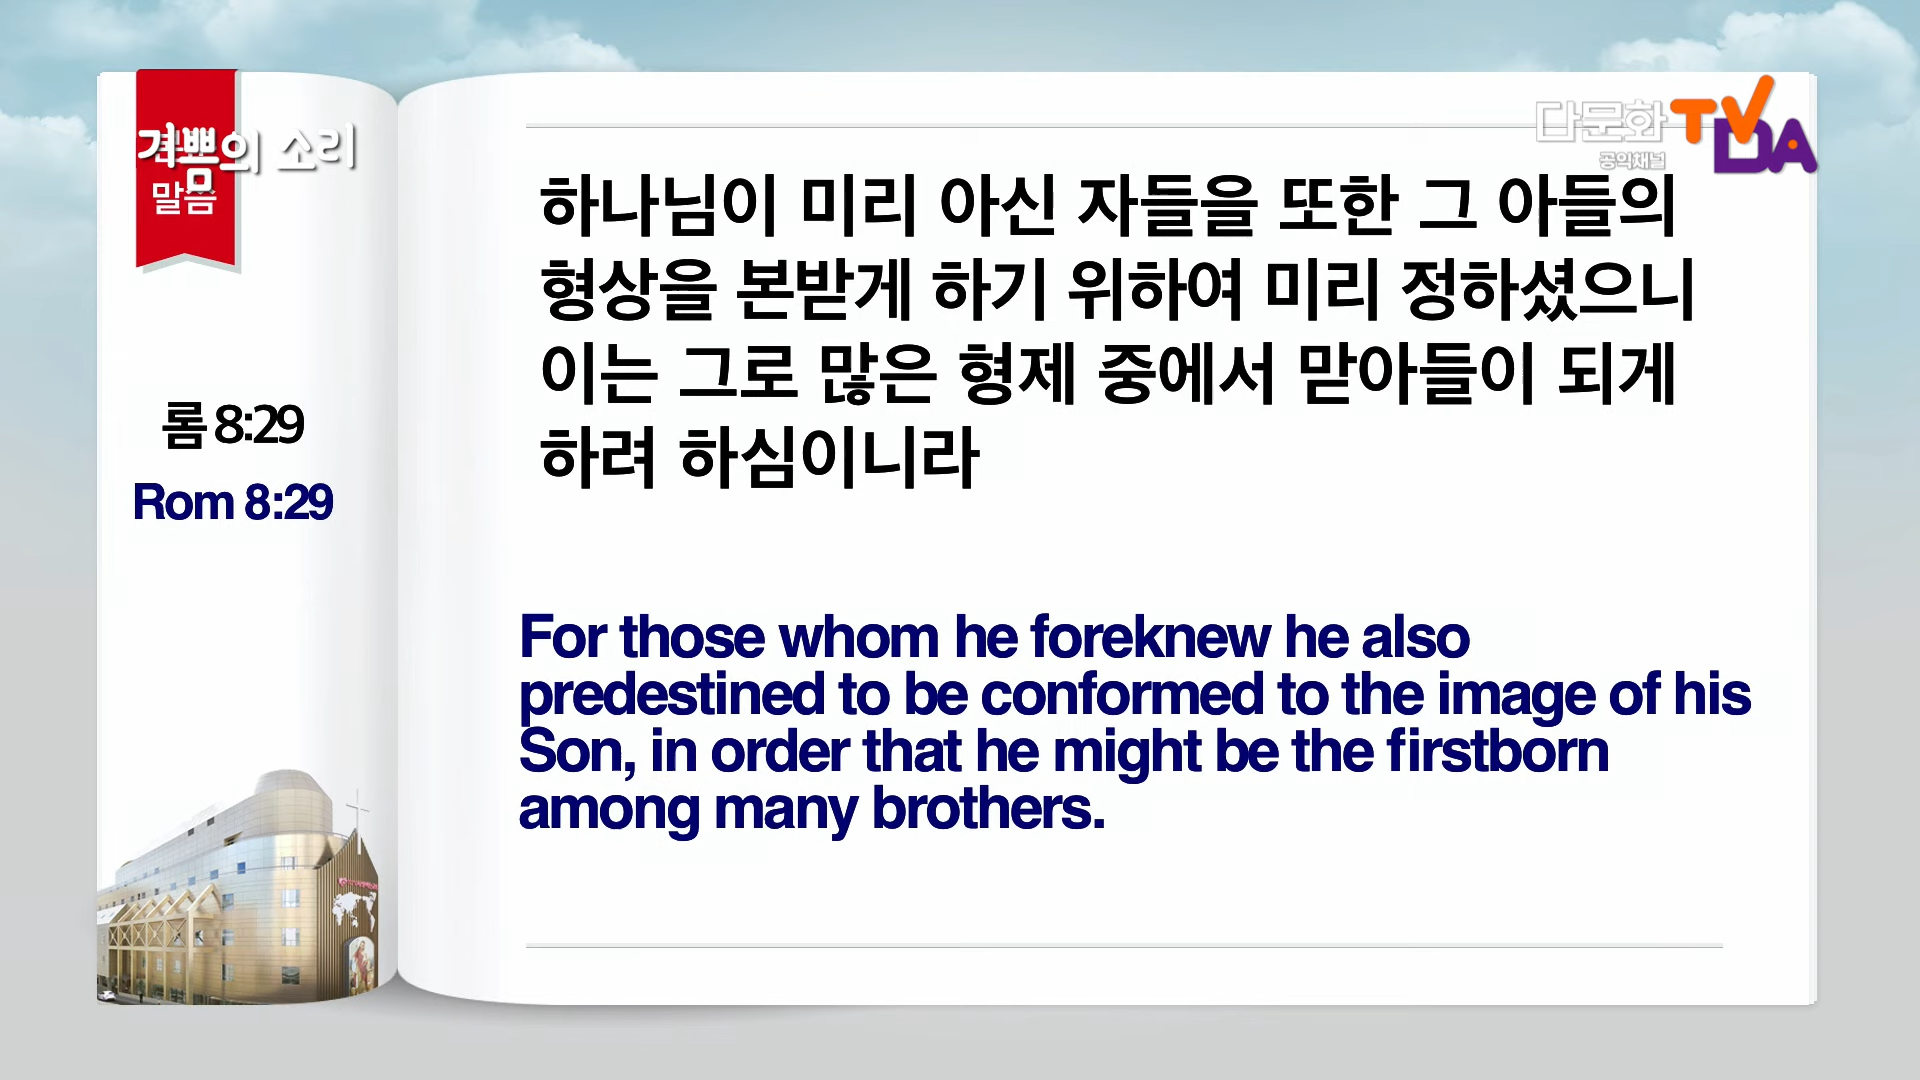 겨쁨의 소리
말씀
다문화 TV
DA
공익채널
하나님이 미리 아신 자들을 또한 그 아들의
형상을 본받게 하기 위하여 미리 정하셨으니
이는 그로 많은 형제 중에서 맏아들이 되게
하려 하심이니라
롬 8:29
Rom 8:29
For those whom he foreknew he also
predestined to be conformed to the image of his
Son, in order that he might be the firstborn
among many brothers.